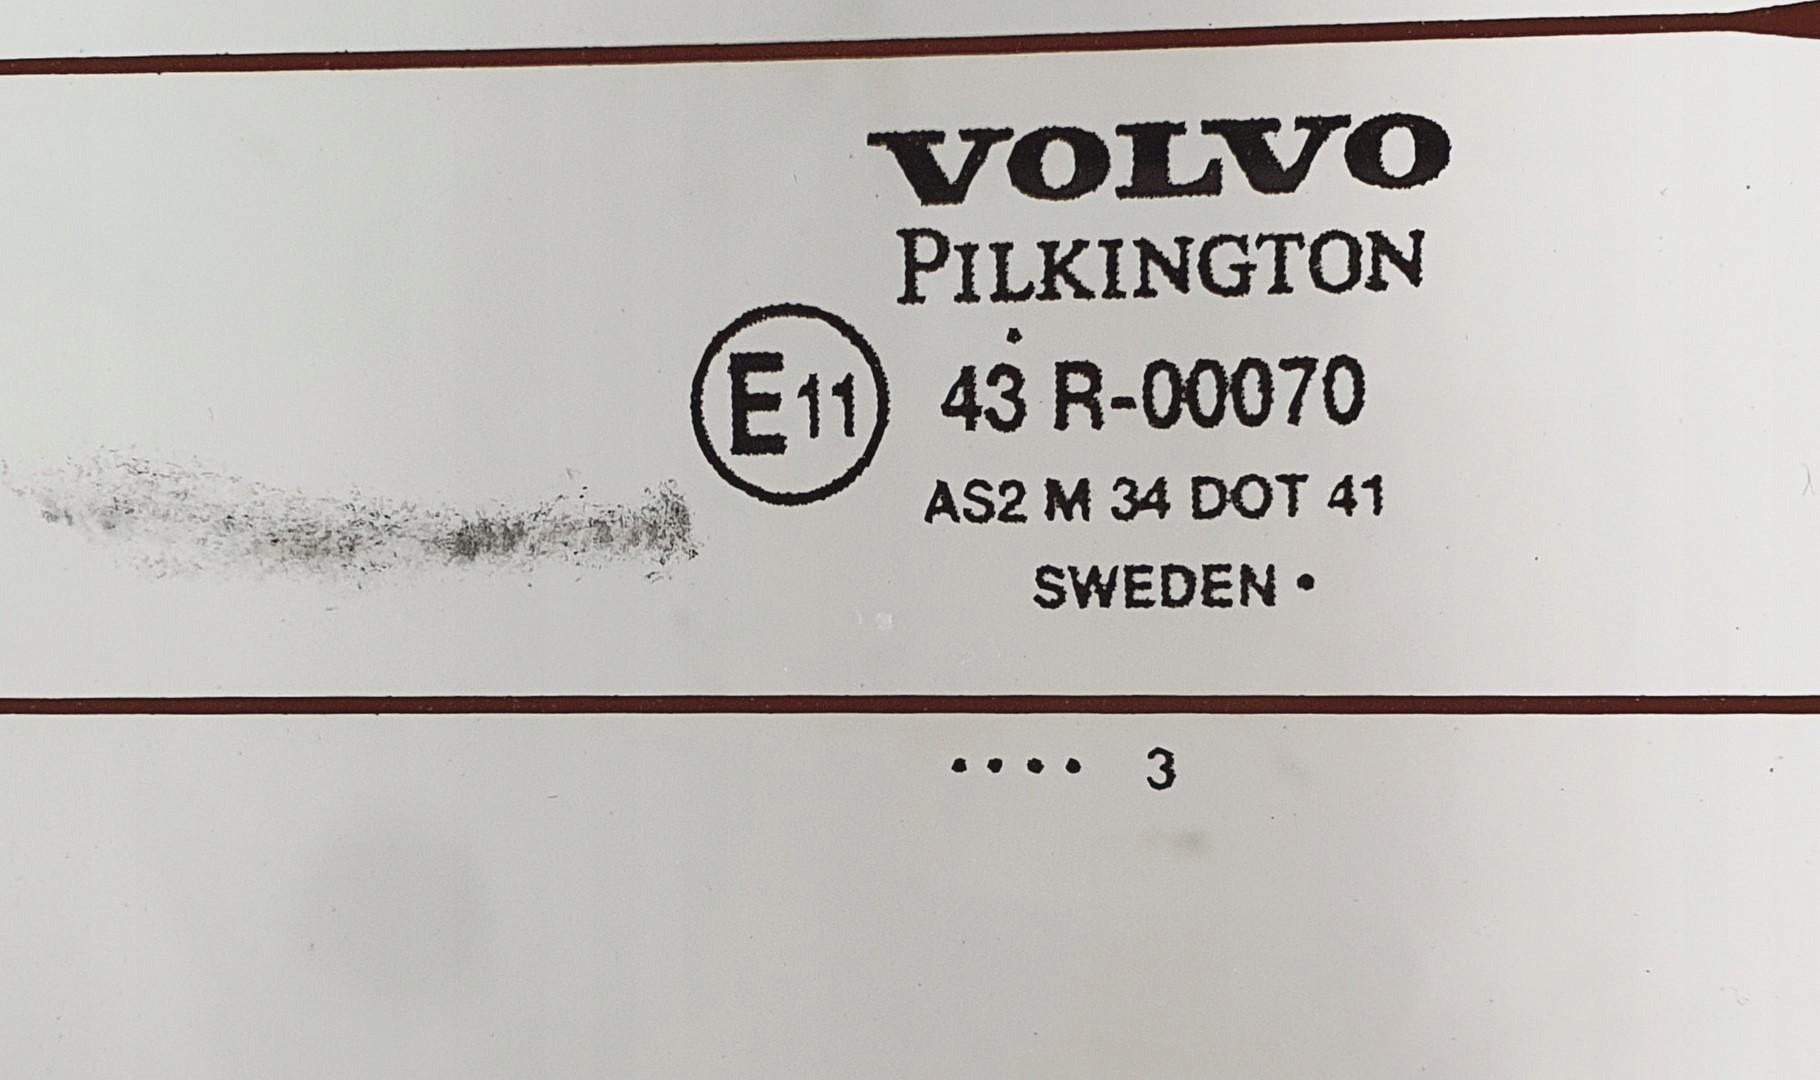 VOLVO
PILKINGTON
E11 43 R-00070
AS2 M 34 DOT 41
SWEDEN •
•••• 3